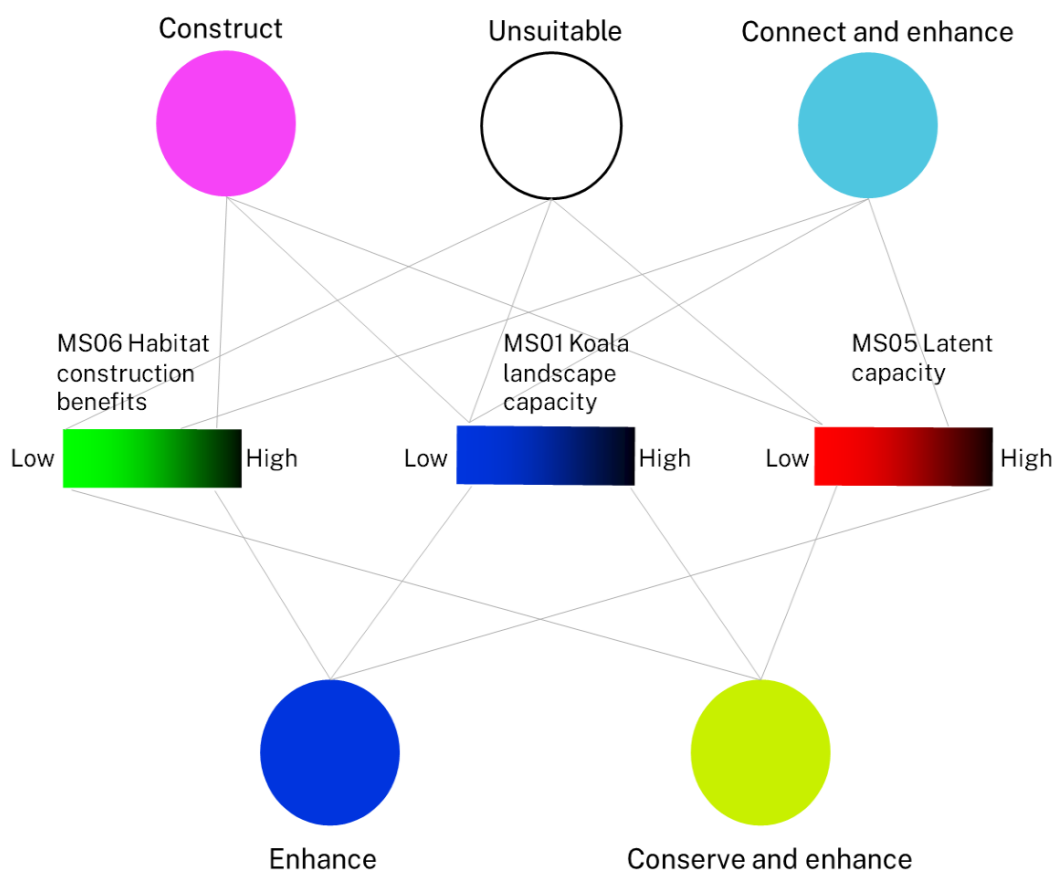 Construct
Unsuitable
Connect and enhance
MS06 Habitat
construction
benefits
MS01 Koala
landscape
capacity
MS05 Latent
capacity
Low
High
Low
High
Low
High
Enhance
Conserve and enhance